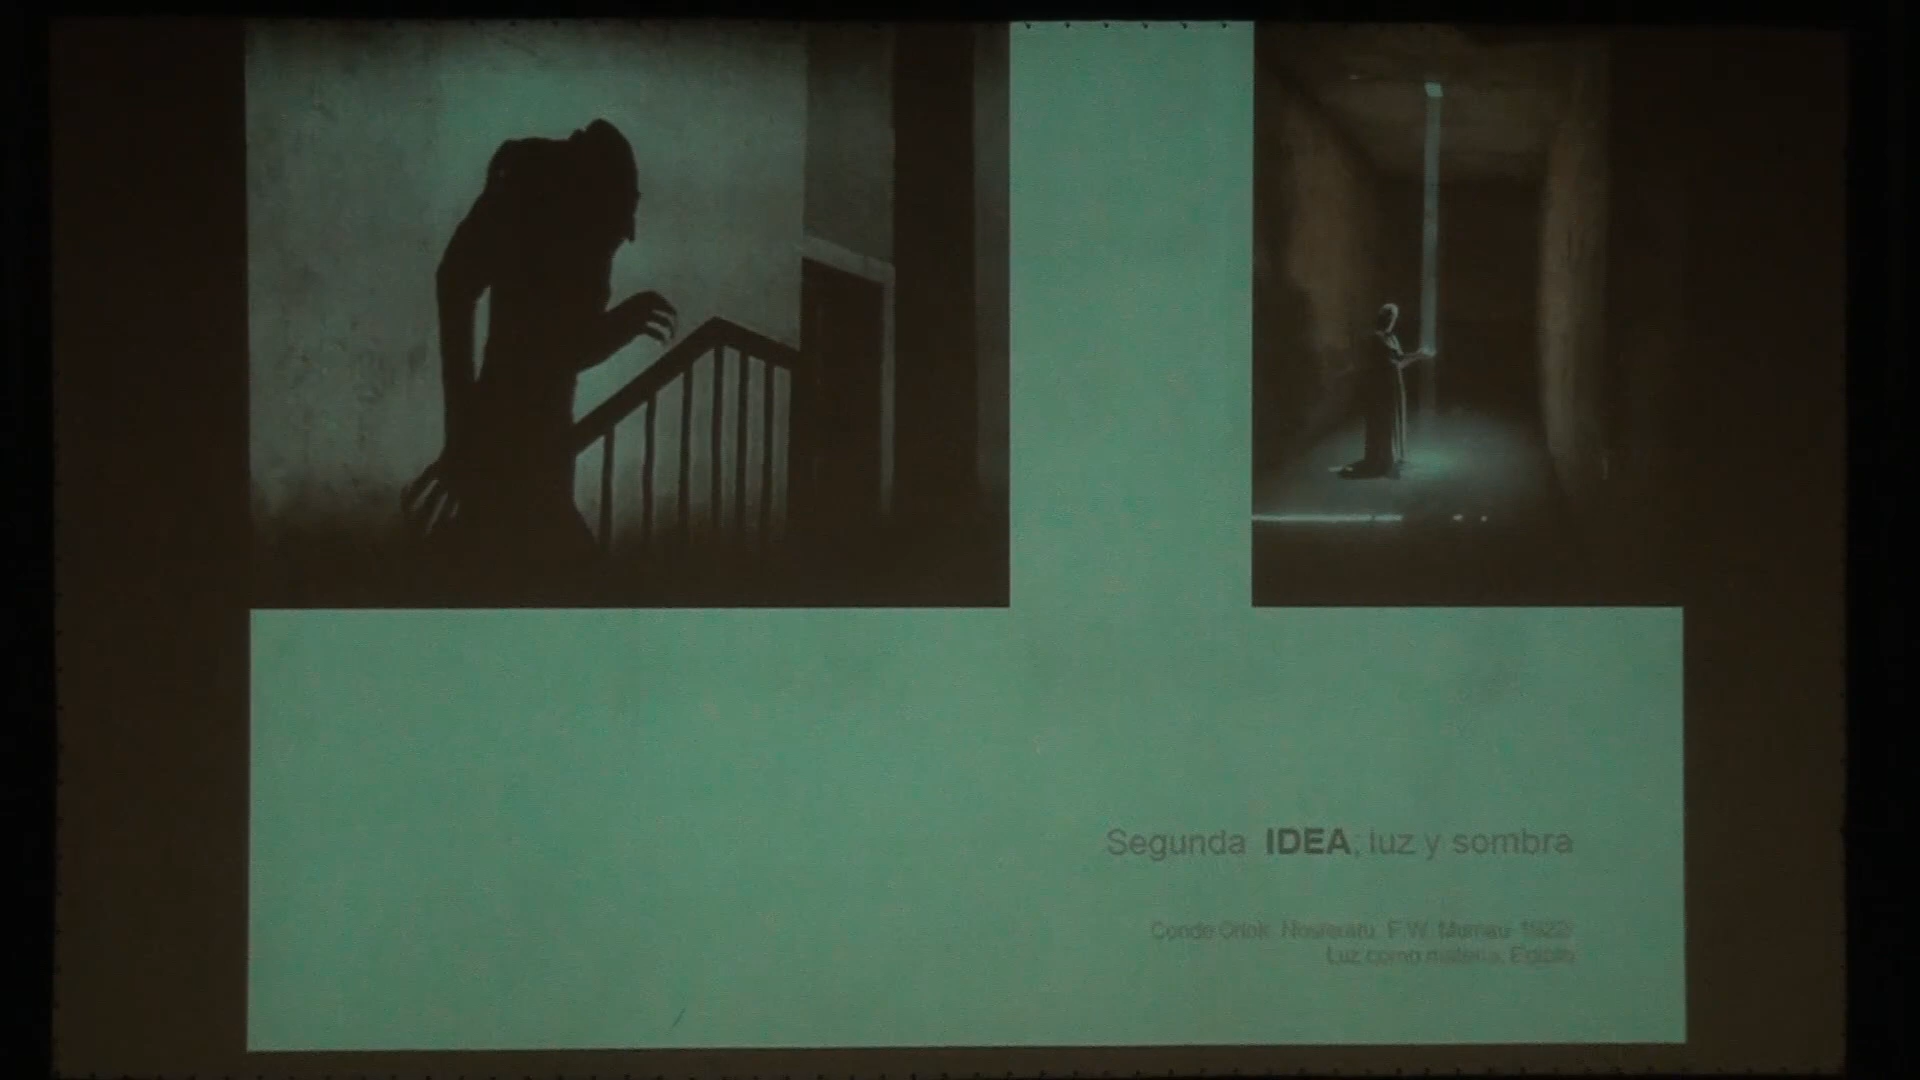 Segunda IDEA; luz y sombra
Conde Orlok. Nosferatu. F.W. Murnau 1922/
Luz como materia, Egipto